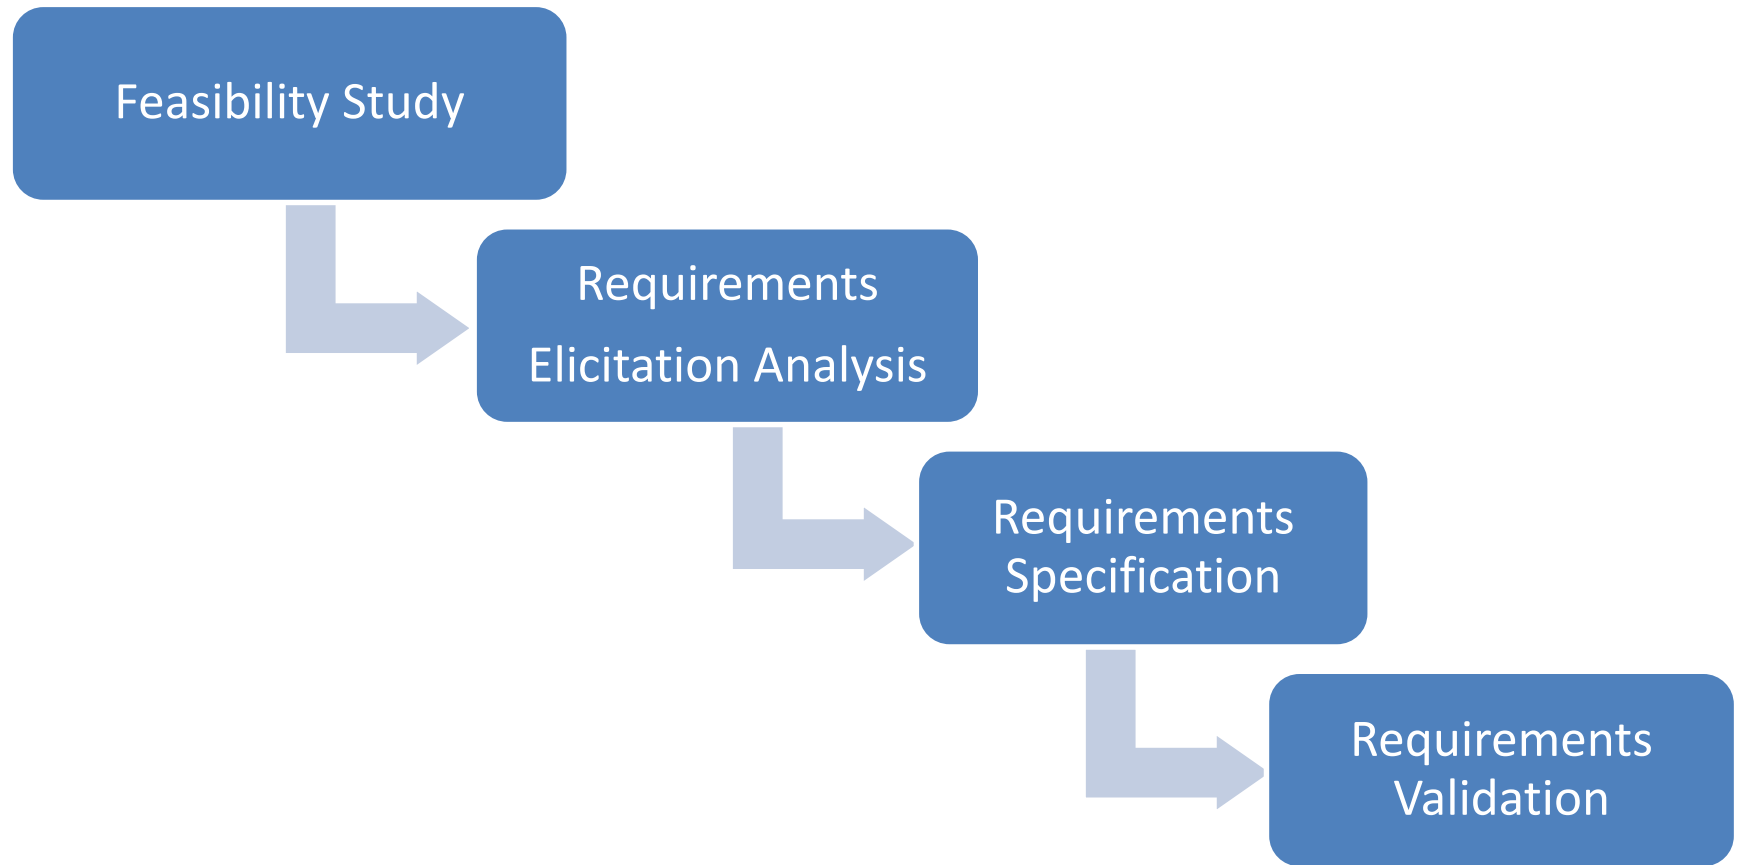 Feasibility Study
Requirements
Elicitation Analysis
Requirements
Specification
Requirements
Validation